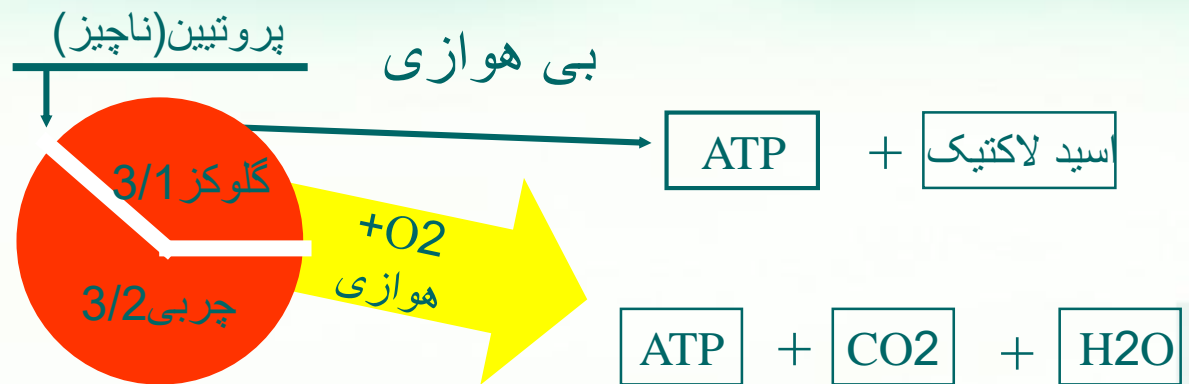 پروتیین(ناچیز)
بی هوازی
ATP + اسید لاکتیک
گلوکز3/1
+O2
هوازی
چربی3/2
ATP + CO2 + H2O